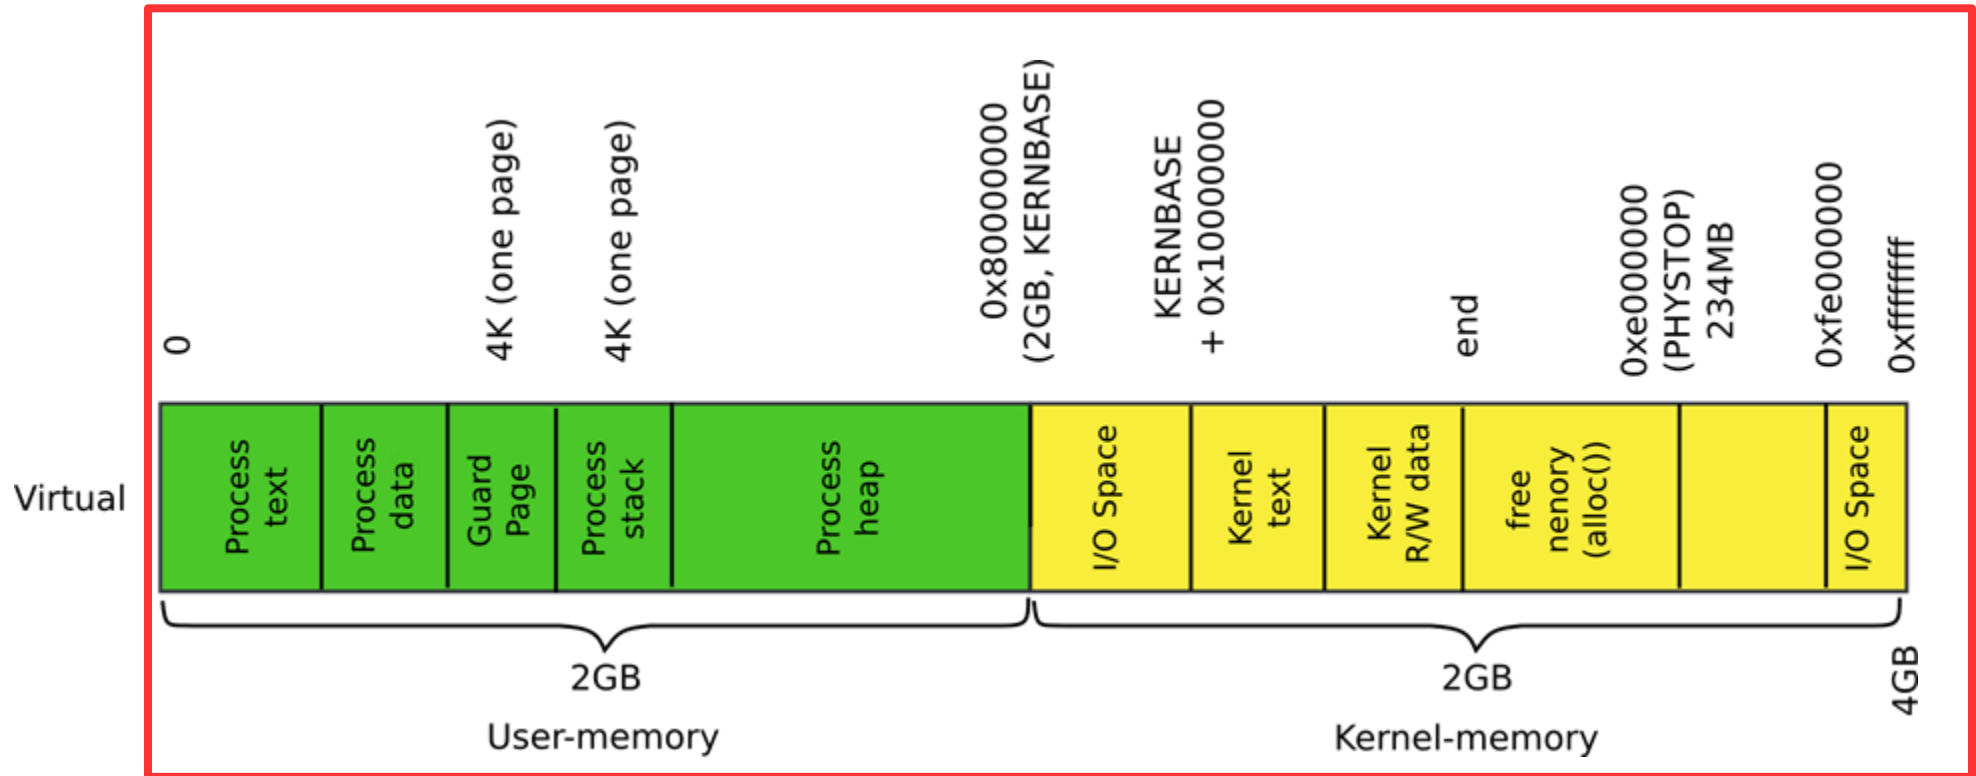 0
4K (one page)
4K (one page)
0x80000000
(2GB, KERNBASE)
KERNBASE
+ 0x10000000
end
0xe000000
(PHYSTOP)
234MB
0xfe000000
0xffffffff
Virtual
Process
text
Process
data
Guard
Page
Process
stack
Process
heap
I/O Space
Kernel
text
Kernel
R/W data
free
nenory
(alloc())
I/O Space
2GB
2GB
4GB
User-memory
Kernel-memory